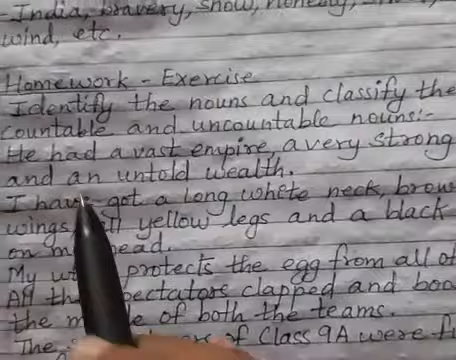 -India, bravery, snow, honesty,
wind, etc.
Homework - Exercise
Identify the nouns and classify the
countable and uncountable nouns:-
He had a vast empire, a very strong
and an untold wealth.
I have got a long white neck, brow
wings, yellow legs and a black
on head.
My protects the egg from all of
All the spectators clapped and boo
the of both the teams.
The of Class 9A were